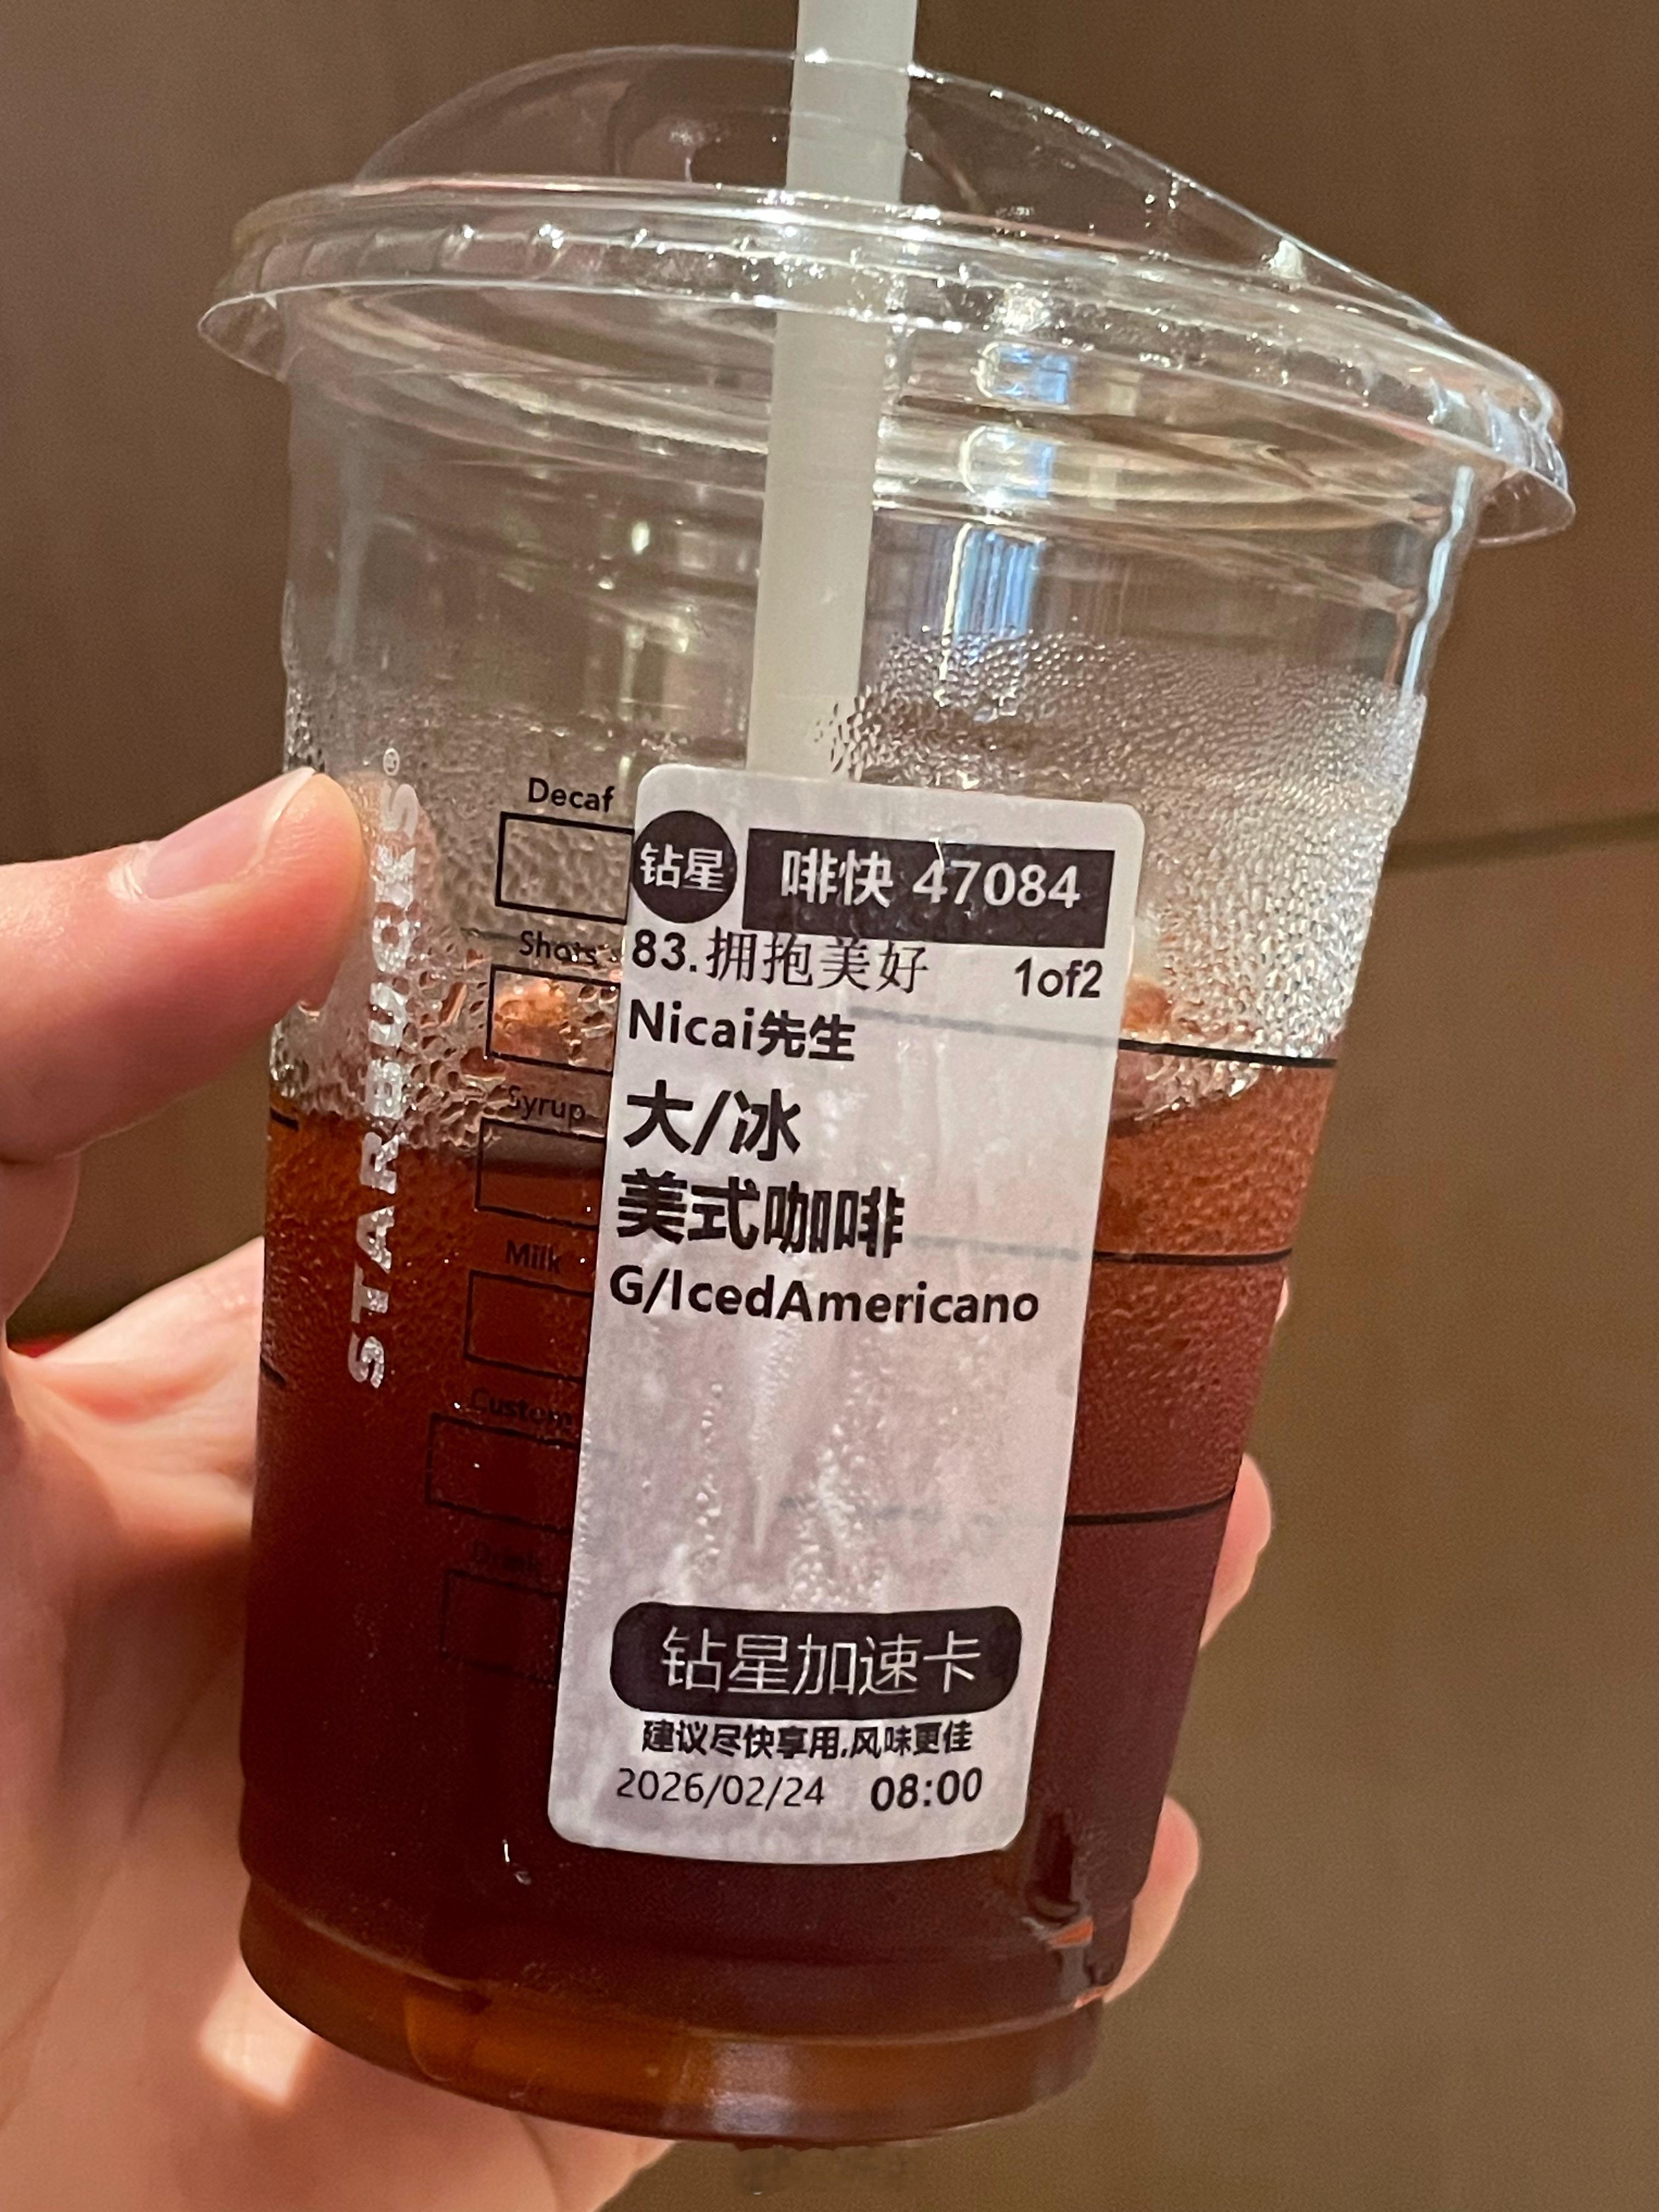 STARBUCKS®
Decaf
Shots
Syrup
Milk
Custom
钻星
啡快 47084
83.拥抱美好 1of2
Nicai先生
大/冰
美式咖啡
G/IcedAmericano
钻星加速卡
建议尽快享用,风味更佳
2026/02/24 08:00